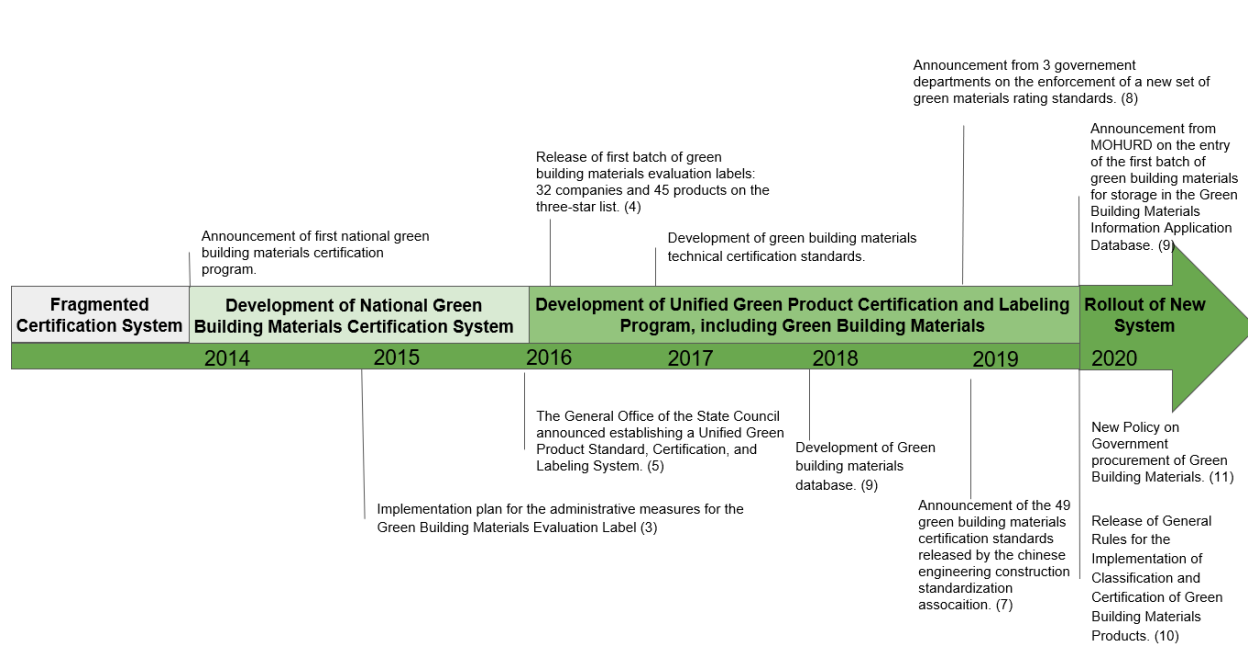 Announcement from 3 governement
departments on the enforcement of a new set of
green materials rating standards. (8)
Announcement from
MOHURD on the entry
of the first batch of
green building materials
for storage in the Green
Building Materials
Information Application
Database. (9)
Release of first batch of green
building materials evaluation labels:
32 companies and 45 products on the
three-star list. (4)
Announcement of first national green
building materials certification
program.
Development of green building materials
technical certification standards.
Fragmented
Certification System
Development of National Green
Building Materials Certification System
Development of Unified Green Product Certification and Labeling
Program, including Green Building Materials
Rollout of New
System
2014 2015 2016 2017 2018 2019 2020
The General Office of the State Council
announced establishing a Unified Green
Product Standard, Certification, and
Labeling System. (5)
Implementation plan for the administrative measures for the
Green Building Materials Evaluation Label (3)
Development of Green
building materials
database. (9)
Announcement of the 49
green building materials
certification standards
released by the chinese
engineering construction
standardization
assocaition. (7)
New Policy on
Government
procurement of Green
Building Materials. (11)
Release of General
Rules for the
Implementation of
Classification and
Certification of Green
Building Materials
Products. (10)